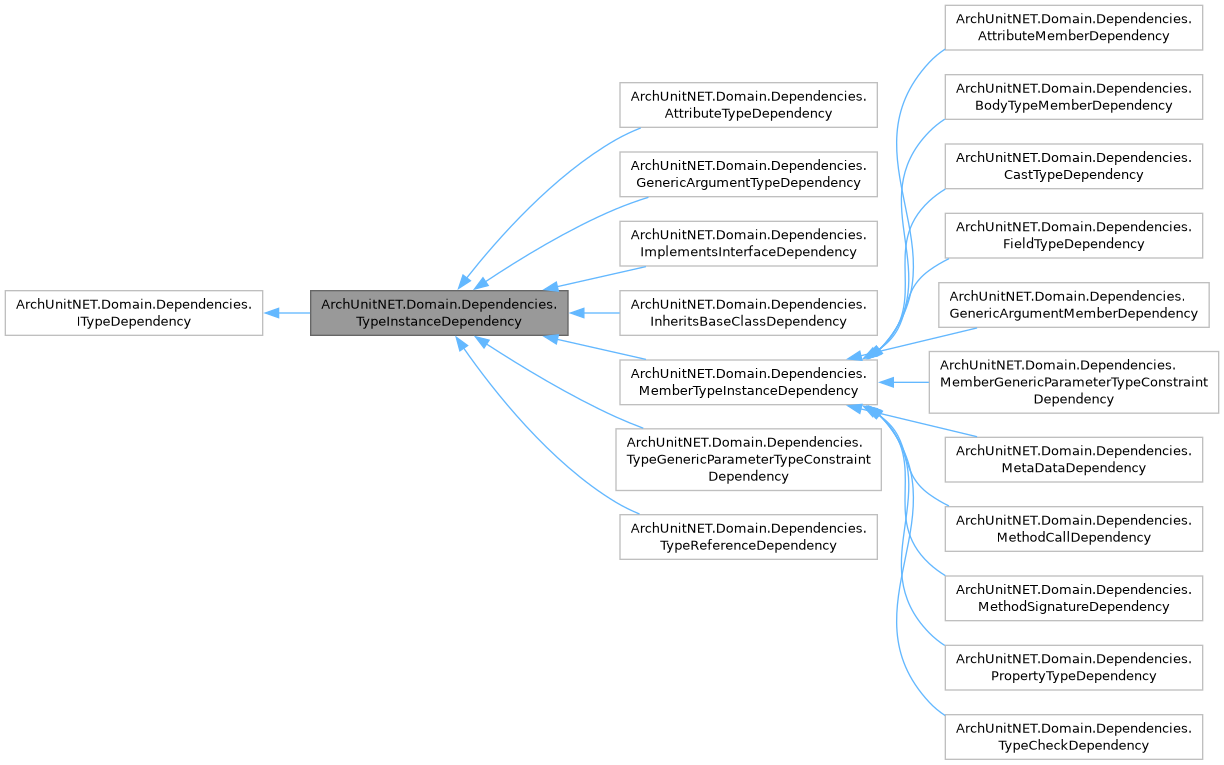 ArchUnitNET.Domain.Dependencies.
ITypeDependency
ArchUnitNET.Domain.Dependencies.
TypeInstanceDependency
ArchUnitNET.Domain.Dependencies.
AttributeTypeDependency
ArchUnitNET.Domain.Dependencies.
GenericArgumentTypeDependency
ArchUnitNET.Domain.Dependencies.
ImplementsInterfaceDependency
ArchUnitNET.Domain.Dependencies.
InheritsBaseClassDependency
ArchUnitNET.Domain.Dependencies.
MemberTypeInstanceDependency
ArchUnitNET.Domain.Dependencies.
TypeGenericParameterTypeConstraint
Dependency
ArchUnitNET.Domain.Dependencies.
TypeReferenceDependency
ArchUnitNET.Domain.Dependencies.
AttributeMemberDependency
ArchUnitNET.Domain.Dependencies.
BodyTypeMemberDependency
ArchUnitNET.Domain.Dependencies.
CastTypeDependency
ArchUnitNET.Domain.Dependencies.
FieldTypeDependency
ArchUnitNET.Domain.Dependencies.
GenericArgumentMemberDependency
ArchUnitNET.Domain.Dependencies.
MemberGenericParameterTypeConstraint
Dependency
ArchUnitNET.Domain.Dependencies.
MetaDataDependency
ArchUnitNET.Domain.Dependencies.
MethodCallDependency
ArchUnitNET.Domain.Dependencies.
MethodSignatureDependency
ArchUnitNET.Domain.Dependencies.
PropertyTypeDependency
ArchUnitNET.Domain.Dependencies.
TypeCheckDependency